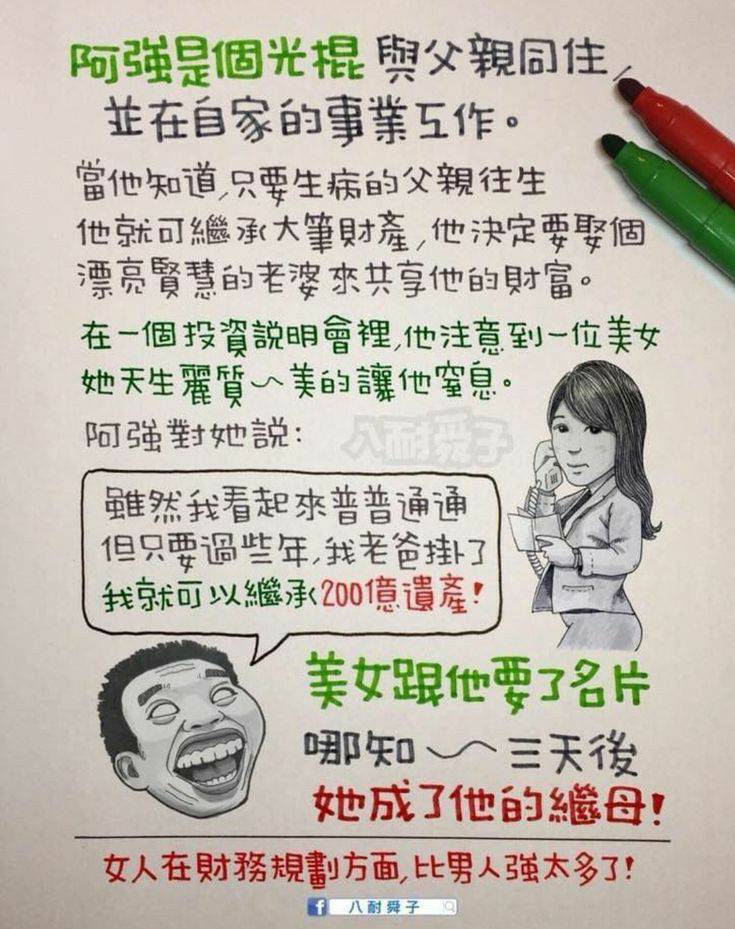 阿強是個光棍 與父親同住,
並在自家的事業工作。
當他知道,只要生病的父親往生
他就可繼承大筆財產,他決定要娶個
漂亮賢慧的老婆來共享他的財富。
在一個投資說明會裡,他注意到一位美女
她天生麗質～美的讓他窒息。
阿強對她說:
八耐舜子
雖然我看起來普普通通
但只要過些年,我老爸掛了
我就可以繼承200億遺產!
美女跟他要了名片
哪知～～三天後
她成了他的繼母!
女人在財務規劃方面,比男人強太多了!
f 八耐舜子